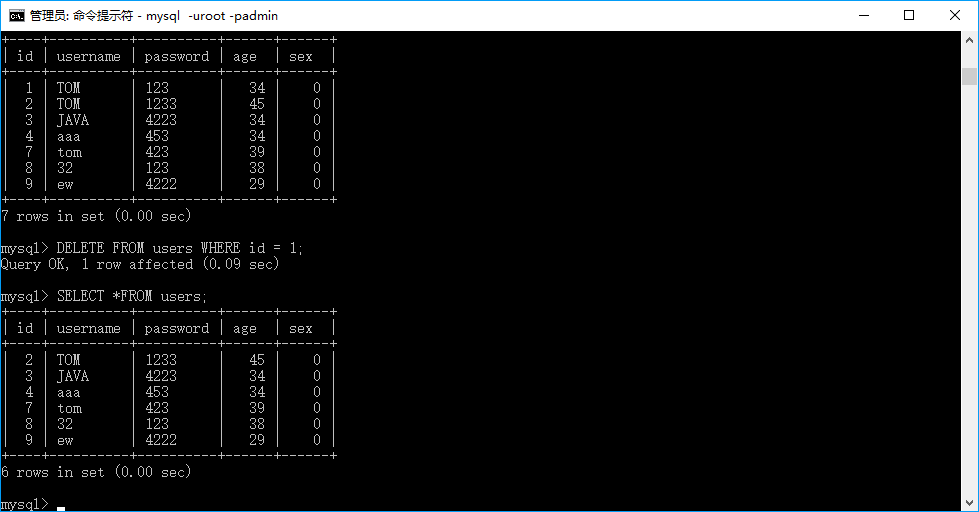 管理员: 命令提示符 - mysql  -uroot -padmin
+----+----------+----------+------+------+
| id | username | password | age  | sex  |
+----+----------+----------+------+------+
|  1 | TOM      | 123      |   34 |    0 |
|  2 | TOM      | 1233     |   45 |    0 |
|  3 | JAVA     | 4223     |   34 |    0 |
|  4 | aaa      | 453      |   34 |    0 |
|  7 | tom      | 423      |   39 |    0 |
|  8 | 32       | 123      |   38 |    0 |
|  9 | ew       | 4222     |   29 |    0 |
+----+----------+----------+------+------+
7 rows in set (0.00 sec)
mysql> DELETE FROM users WHERE id = 1;
Query OK, 1 row affected (0.09 sec)
mysql> SELECT *FROM users;
+----+----------+----------+------+------+
| id | username | password | age  | sex  |
+----+----------+----------+------+------+
|  2 | TOM      | 1233     |   45 |    0 |
|  3 | JAVA     | 4223     |   34 |    0 |
|  4 | aaa      | 453      |   34 |    0 |
|  7 | tom      | 423      |   39 |    0 |
|  8 | 32       | 123      |   38 |    0 |
|  9 | ew       | 4222     |   29 |    0 |
+----+----------+----------+------+------+
6 rows in set (0.00 sec)
mysql>